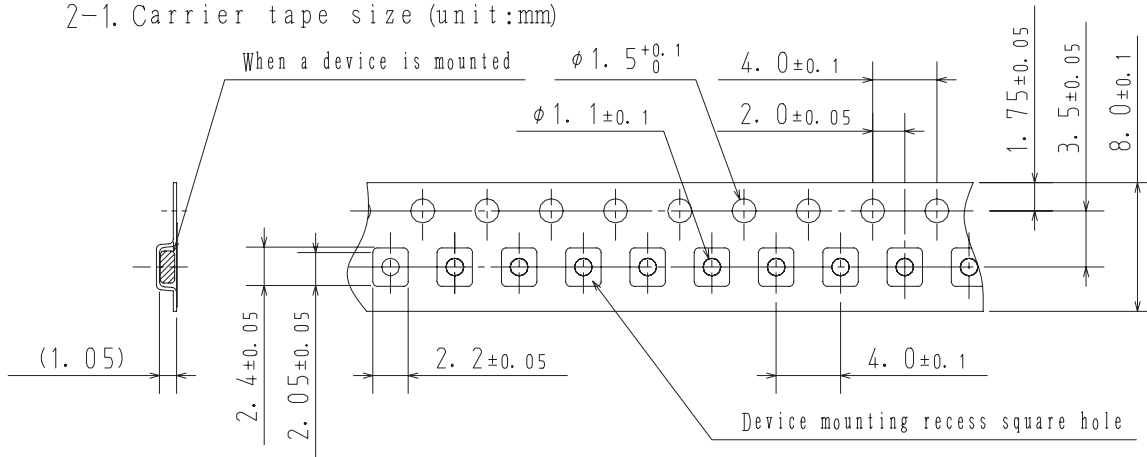 2-1. Carrier tape size (unit:mm)
When a device is mounted
φ1.5 +0.1 0
4.0±0.1
φ1.1±0.1
2.0±0.05
1.75±0.05
3.5±0.05
8.0±0.1
(1.05)
2.4±0.05
2.05±0.05
2.2±0.05
4.0±0.1
Device mounting recess square hole